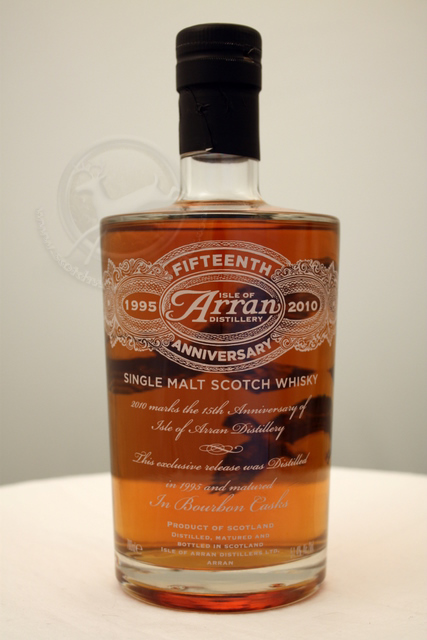 FIFTEENTH
1995 ISLE OF 2010
Arran
DISTILLERY
ANNIVERSARY
SINGLE MALT SCOTCH WHISKY
2010 marks the 15th Anniversary of
Isle of Arran Distillery
This exclusive release was Distilled
in 1995 and matured
In Bourbon Casks
PRODUCT OF SCOTLAND
DISTILLED, MATURED AND
BOTTLED IN SCOTLAND
ISLE OF ARRAN DISTILLERS LTD.
ARRAN